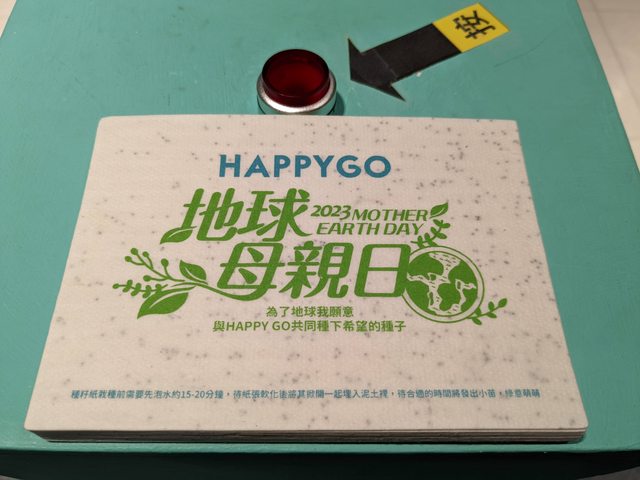 按
HAPPYGO
地球
2023 MOTHER
EARTH DAY
母親日
為了地球我願意
與HAPPY GO共同種下希望的種子
種籽紙栽種前需要先泡水約15-20分鐘，待紙張軟化後將其掀開一起埋入泥土裡，待合適的時間將發出小苗，綠意萌萌